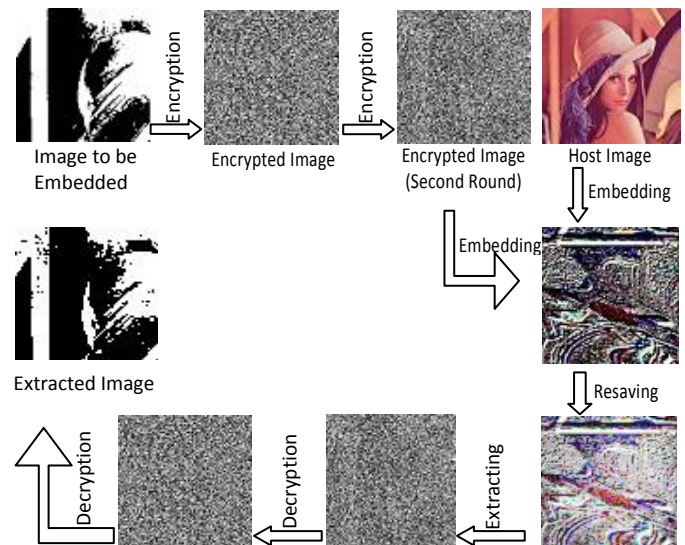 Encryption
Encryption
Image to be
Embedded
Encrypted Image
Encrypted Image
(Second Round)
Host Image
Embedding
Embedding
Extracted Image
Resaving
Decryption
Decryption
Extracting